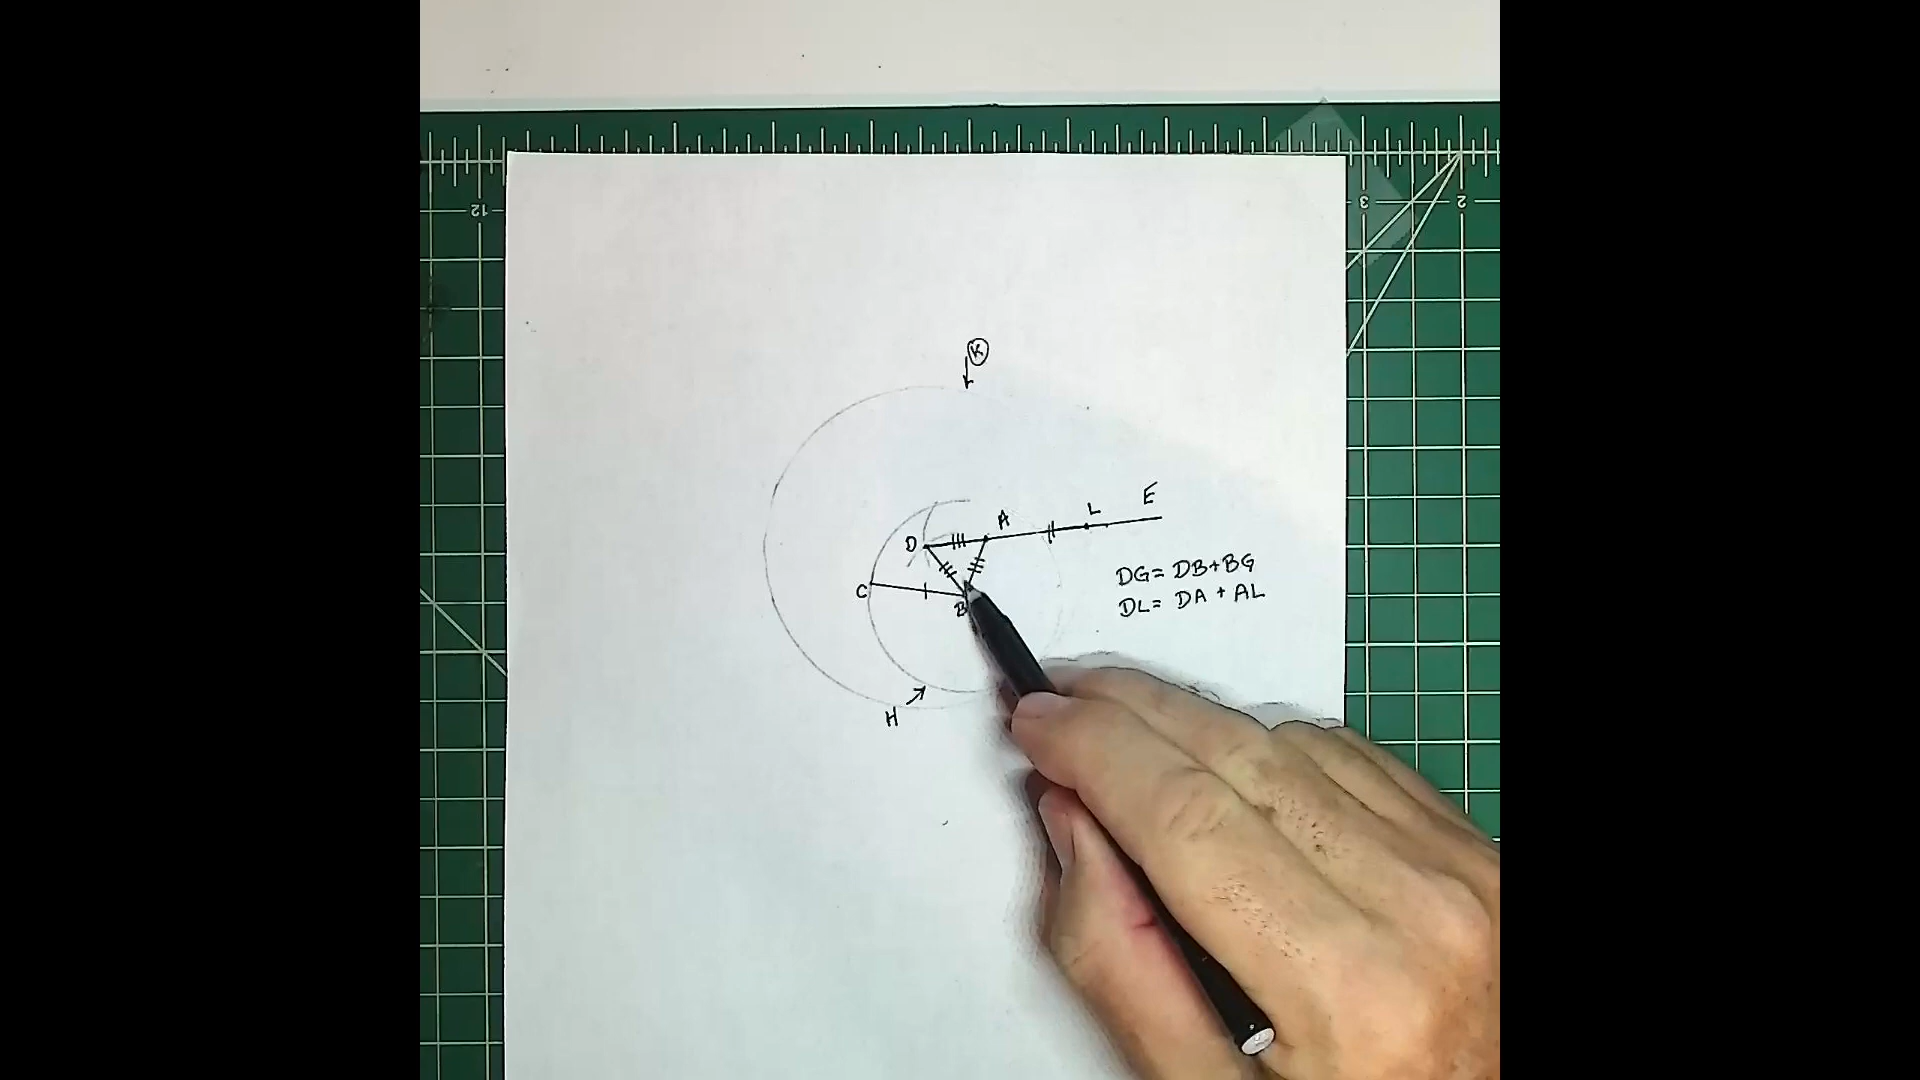 K
E
L
A
D
DG = DB + BG
C
DL = DA + AL
B
H
12
3
2